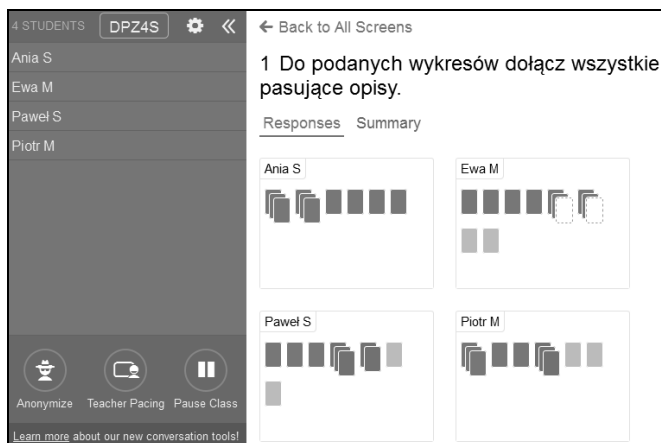 4 STUDENTS DPZ4S
Ania S
Ewa M
Paweł S
Piotr M
Anonymize Teacher Pacing Pause Class
Learn more about our new conversation tools!
← Back to All Screens
1 Do podanych wykresów dołącz wszystkie
pasujące opisy.
Responses Summary
Ania S
Ewa M
Paweł S
Piotr M